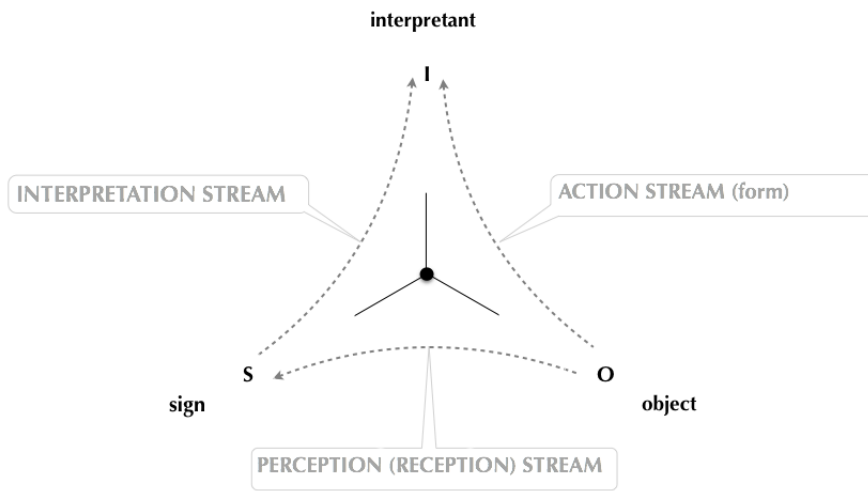 interpretant
I
INTERPRETATION STREAM
ACTION STREAM (form)
S
O
sign
object
PERCEPTION (RECEPTION) STREAM